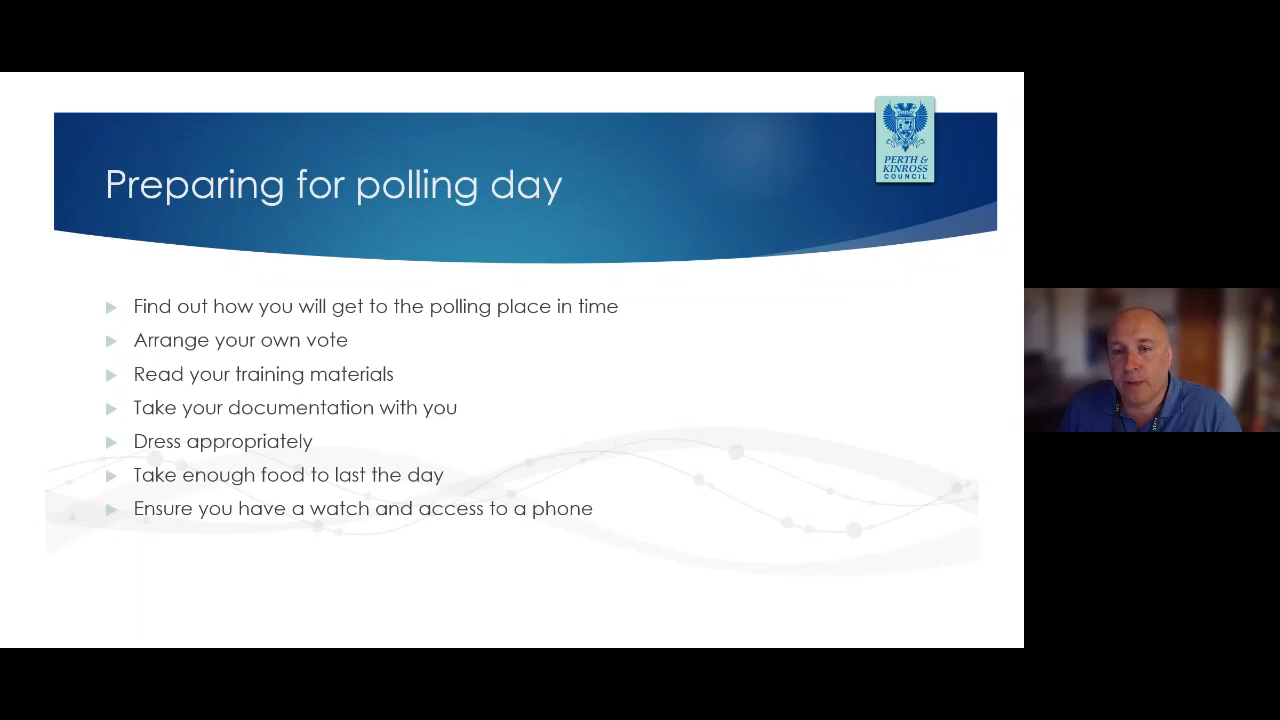 PERTH &
KINROSS
COUNCIL
Preparing for polling day
Find out how you will get to the polling place in time
Arrange your own vote
Read your training materials
Take your documentation with you
Dress appropriately
Take enough food to last the day
Ensure you have a watch and access to a phone